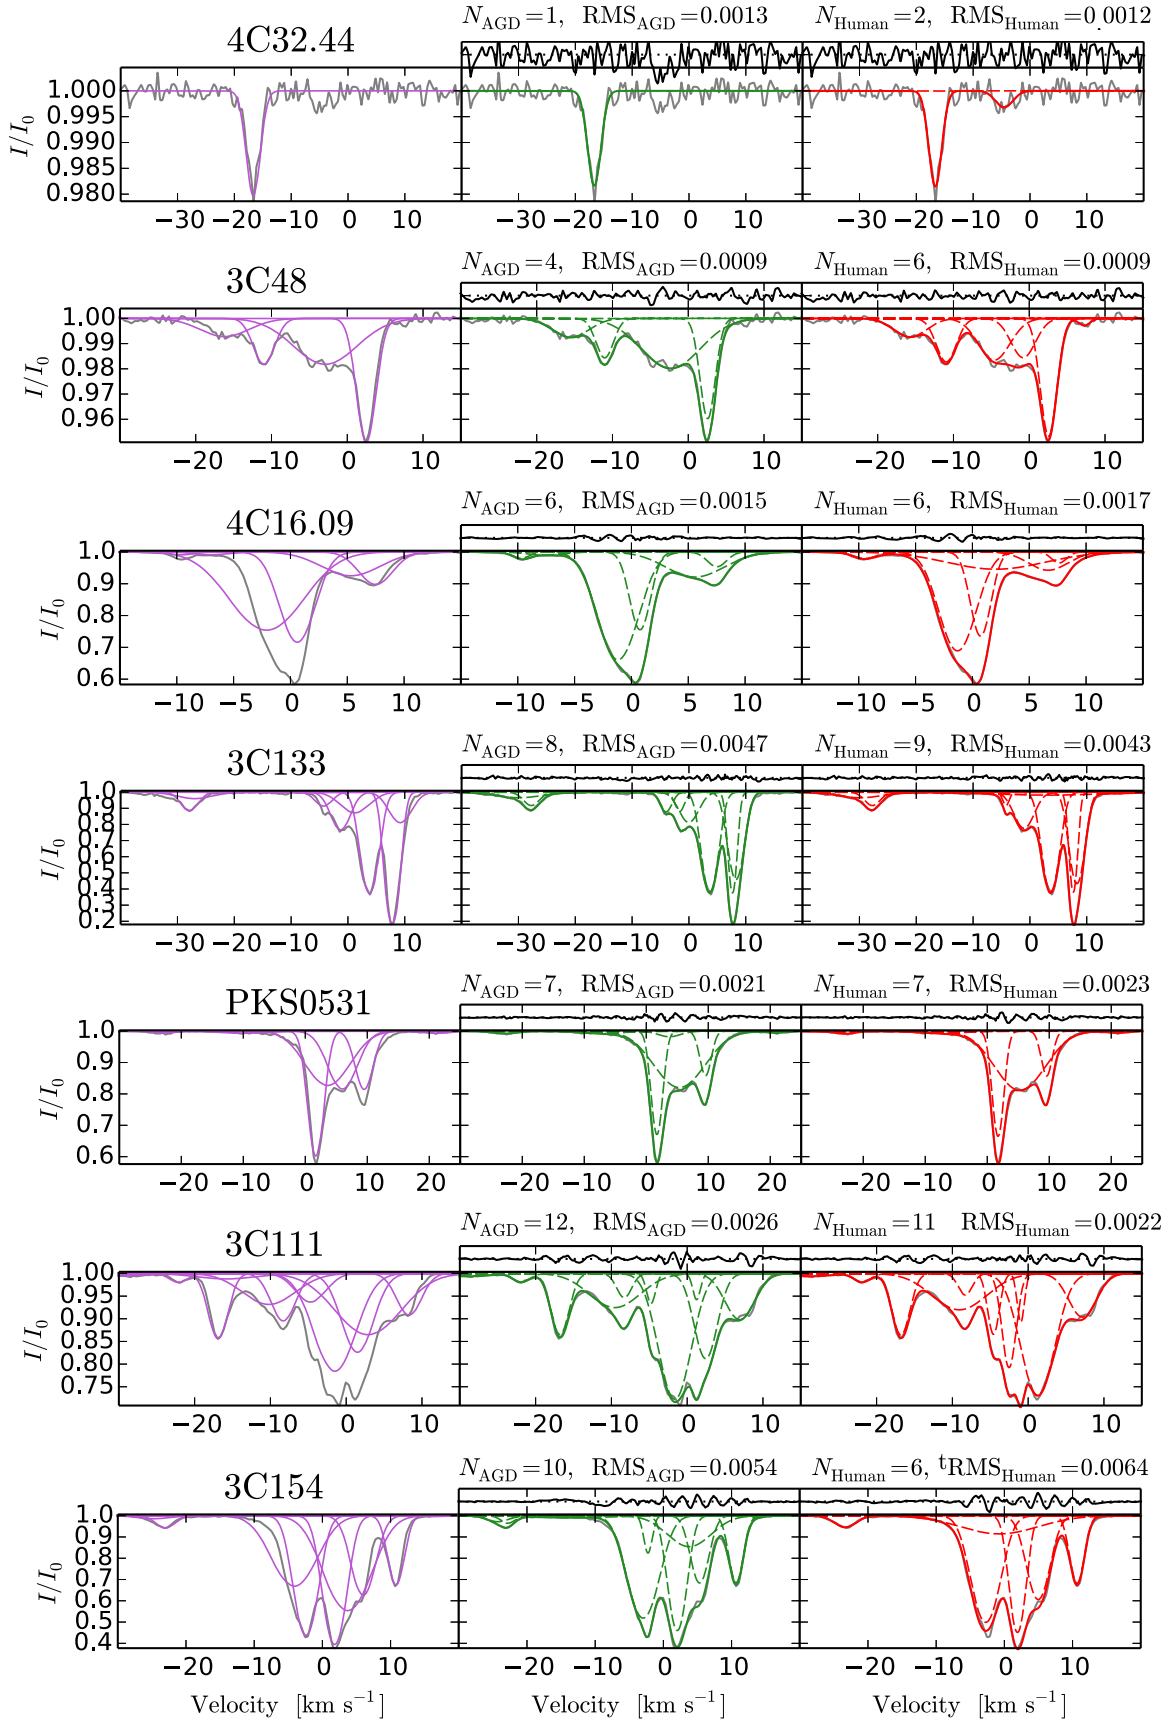 4C32.44
N_AGD=1, RMS_AGD=0.0013
N_Human=2, RMS_Human=0.0012
I/I_0
1.000
0.995
0.990
0.985
0.980
−30 −20 −10 0 10
−30 −20 −10 0 10
−30 −20 −10 0 10
3C48
N_AGD=4, RMS_AGD=0.0009
N_Human=6, RMS_Human=0.0009
I/I_0
1.00
0.99
0.98
0.96
−20 −10 0 10
−20 −10 0 10
−20 −10 0 10
4C16.09
N_AGD=6, RMS_AGD=0.0015
N_Human=6, RMS_Human=0.0017
I/I_0
1.0
0.9
0.7
0.6
−10 −5 0 5 10
−10 −5 0 5 10
−10 −5 0 5 10
3C133
N_AGD=8, RMS_AGD=0.0047
N_Human=9, RMS_Human=0.0043
I/I_0
1.0
0.9
0.8
0.7
0.6
0.5
0.4
0.3
0.2
−30 −20 −10 0 10
−30 −20 −10 0 10
−30 −20 −10 0 10
PKS0531
N_AGD=7, RMS_AGD=0.0021
N_Human=7, RMS_Human=0.0023
I/I_0
1.0
0.9
0.8
0.7
0.6
−20 −10 0 10 20
−20 −10 0 10 20
−20 −10 0 10 20
3C111
N_AGD=12, RMS_AGD=0.0026
N_Human=11 RMS_Human=0.0022
I/I_0
1.00
0.95
0.90
0.85
0.80
0.75
−20 −10 0 10
−20 −10 0 10
−20 −10 0 10
3C154
N_AGD=10, RMS_AGD=0.0054
N_Human=6, ᵗRMS_Human=0.0064
I/I_0
1.0
0.9
0.8
0.7
0.6
0.5
0.4
−20 −10 0 10
−20 −10 0 10
−20 −10 0 10
Velocity [km s⁻¹]
Velocity [km s⁻¹]
Velocity [km s⁻¹]